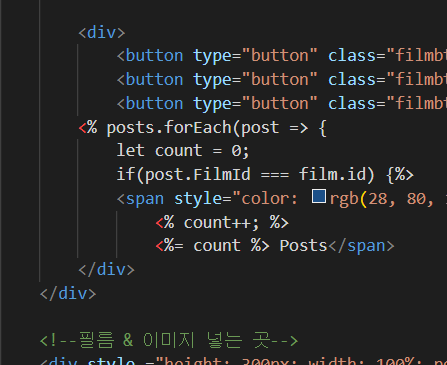 <div>
<button type="button" class="filmb
<button type="button" class="filmb
<button type="button" class="filmb
<% posts.forEach(post => {
let count = 0;
if(post.FilmId === film.id) {%>
<span style="color: rgb(28, 80,
<% count++; %>
<%= count %> Posts</span>
</div>
</div>
<!--필름 & 이미지 넣는 곳-->
<div style ="height: 300px; width: 100%;